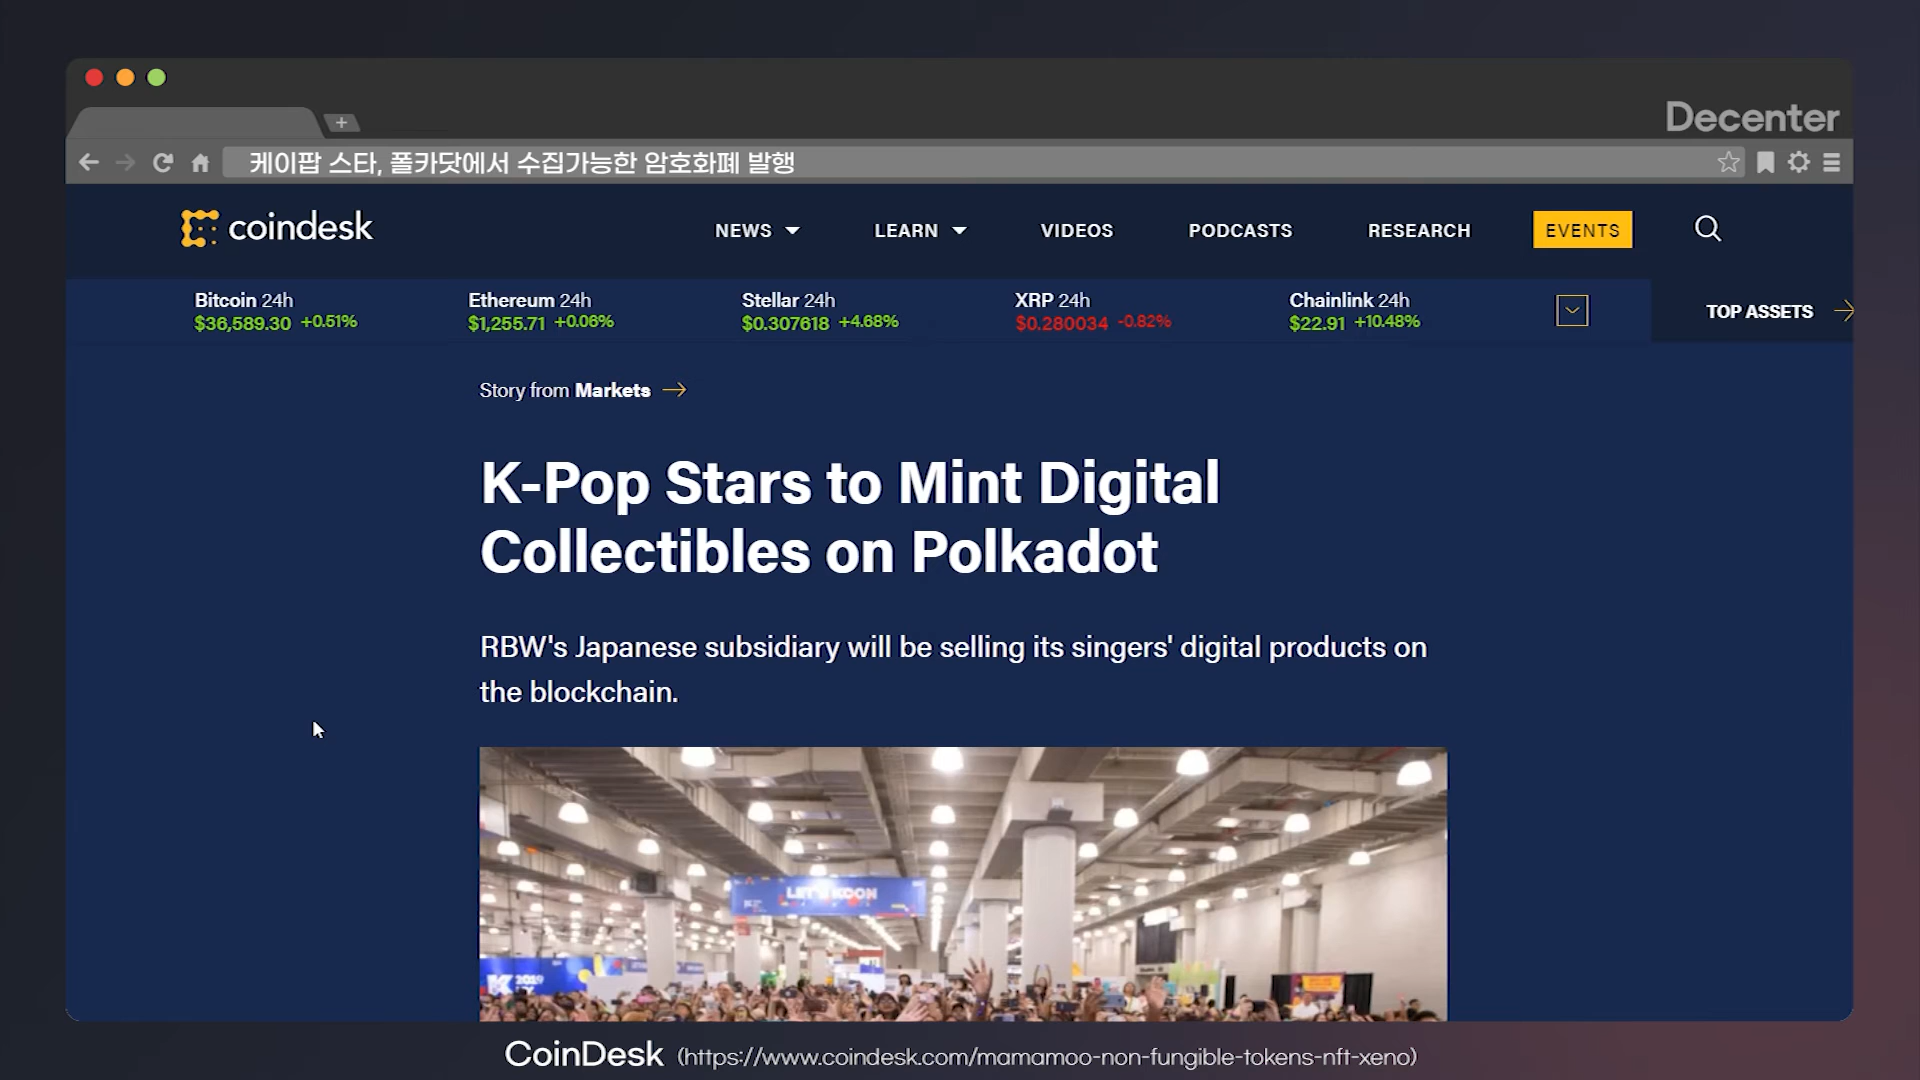 Decenter
케이팝 스타, 폴카닷에서 수집가능한 암호화폐 발행
coindesk
NEWS LEARN VIDEOS PODCASTS RESEARCH EVENTS
Bitcoin 24h Ethereum 24h Stellar 24h XRP 24h Chainlink 24h
$36,589.30 +0.51% $1,255.71 +0.06% $0.307618 +4.68% $0.280034 -0.82% $22.91 +10.48%
TOP ASSETS
Story from Markets
K-Pop Stars to Mint Digital
Collectibles on Polkadot
RBW's Japanese subsidiary will be selling its singers' digital products on
the blockchain.
2019
CoinDesk (https://www.coindesk.com/mamamoo-non-fungible-tokens-nft-xeno)